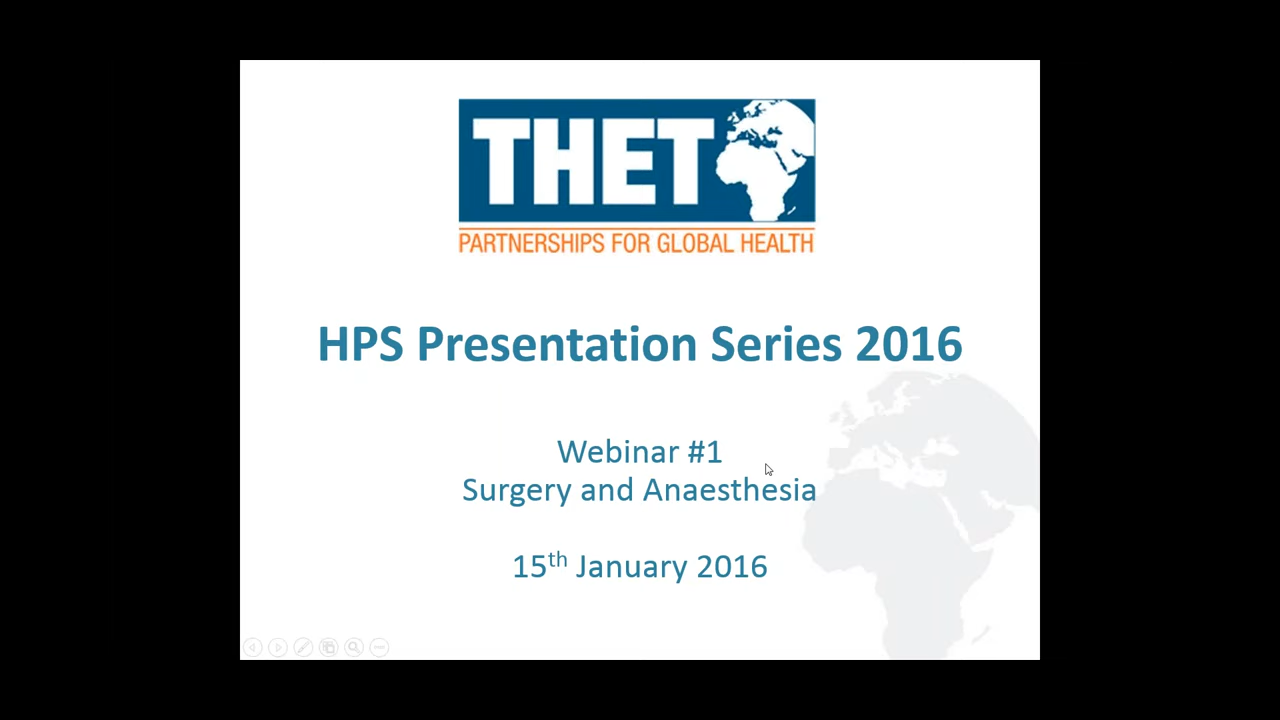 THET
PARTNERSHIPS FOR GLOBAL HEALTH
HPS Presentation Series 2016
Webinar #1
Surgery and Anaesthesia
15th January 2016